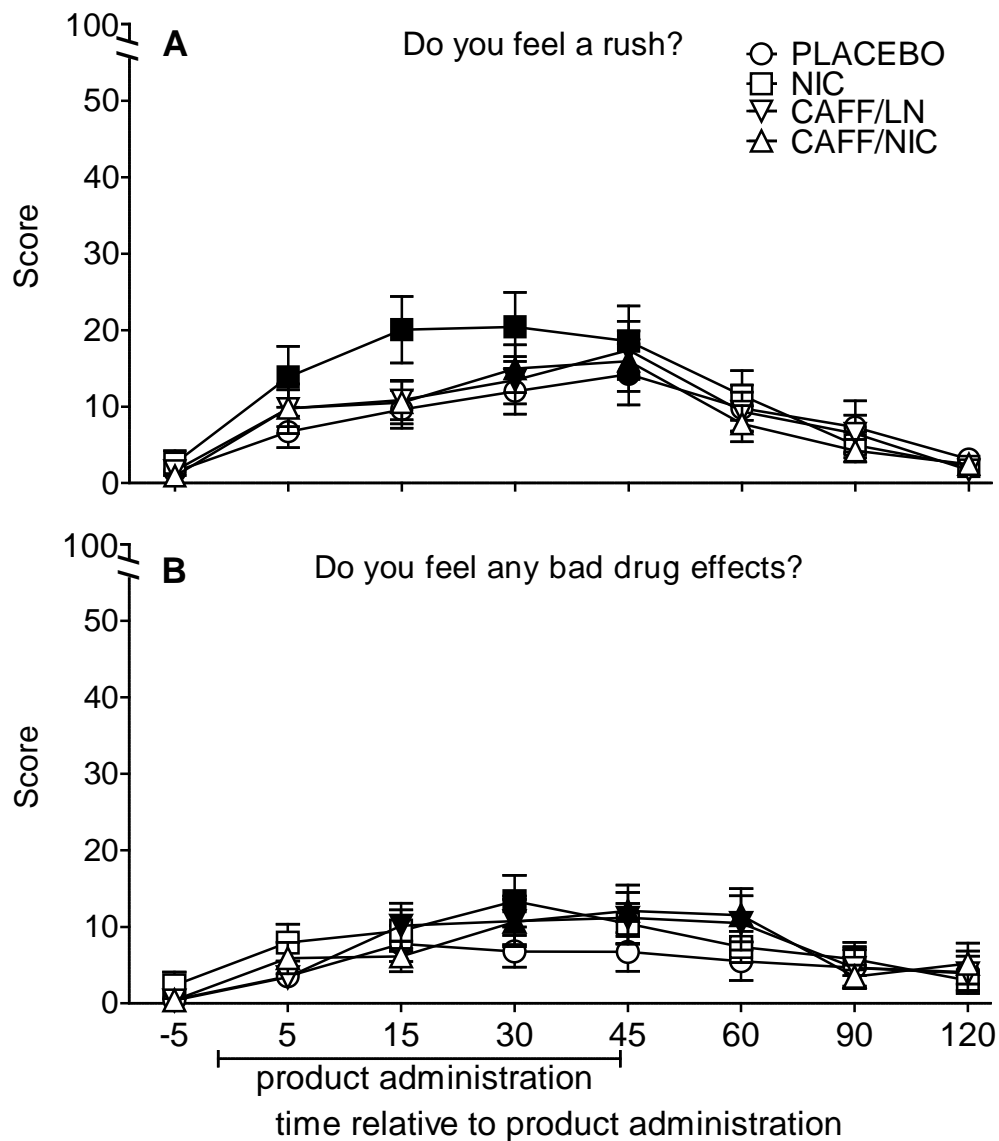 100
A Do you feel a rush?
PLACEBO
NIC
CAFF/LN
CAFF/NIC
50
40
30
20
10
0
Score
100
B Do you feel any bad drug effects?
50
40
30
20
10
0
Score
-5 5 15 30 45 60 90 120
product administration
time relative to product administration